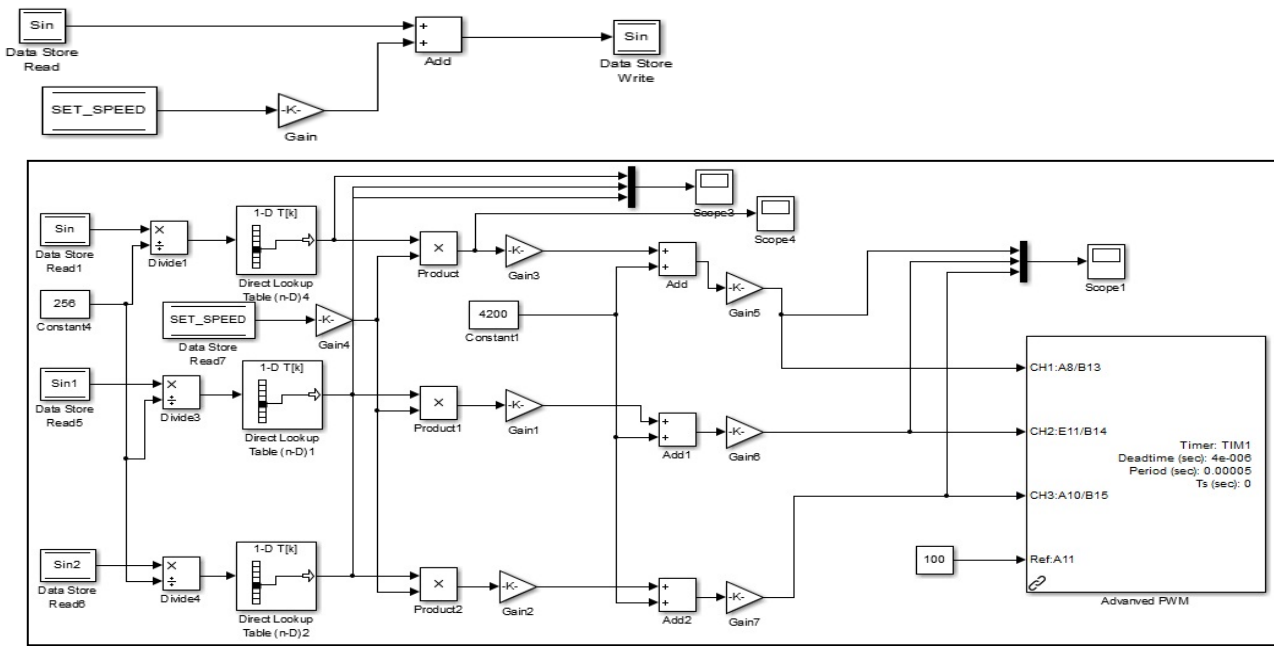 Sin
Data Store
Read
+
+
Add
Sin
Data Store
Write
SET_SPEED
-K-
Gain
Sin
Data Store
Read1
×
÷
Divide1
1-D T[k]
Direct Lookup
Table (n-D)4
Scope3
Scope4
256
Constant4
SET_SPEED
Data Store
Read7
-K-
Gain4
×
Product
-K-
Gain3
+
+
Add
-K-
Gain5
4200
Constant1
Scope1
Sin1
Data Store
Read5
×
÷
Divide3
1-D T[k]
Direct Lookup
Table (n-D)1
×
Product1
-K-
Gain1
+
+
Add1
-K-
Gain6
Sin2
Data Store
Read6
×
÷
Divide4
1-D T[k]
Direct Lookup
Table (n-D)2
×
Product2
-K-
Gain2
+
+
Add2
-K-
Gain7
100
CH1:A8/B13
CH2:E11/B14
Timer: TIM1
Deadtime (sec): 4e-006
Period (sec): 0.00005
Ts (sec): 0
CH3:A10/B15
Ref:A11
Advanved PWM